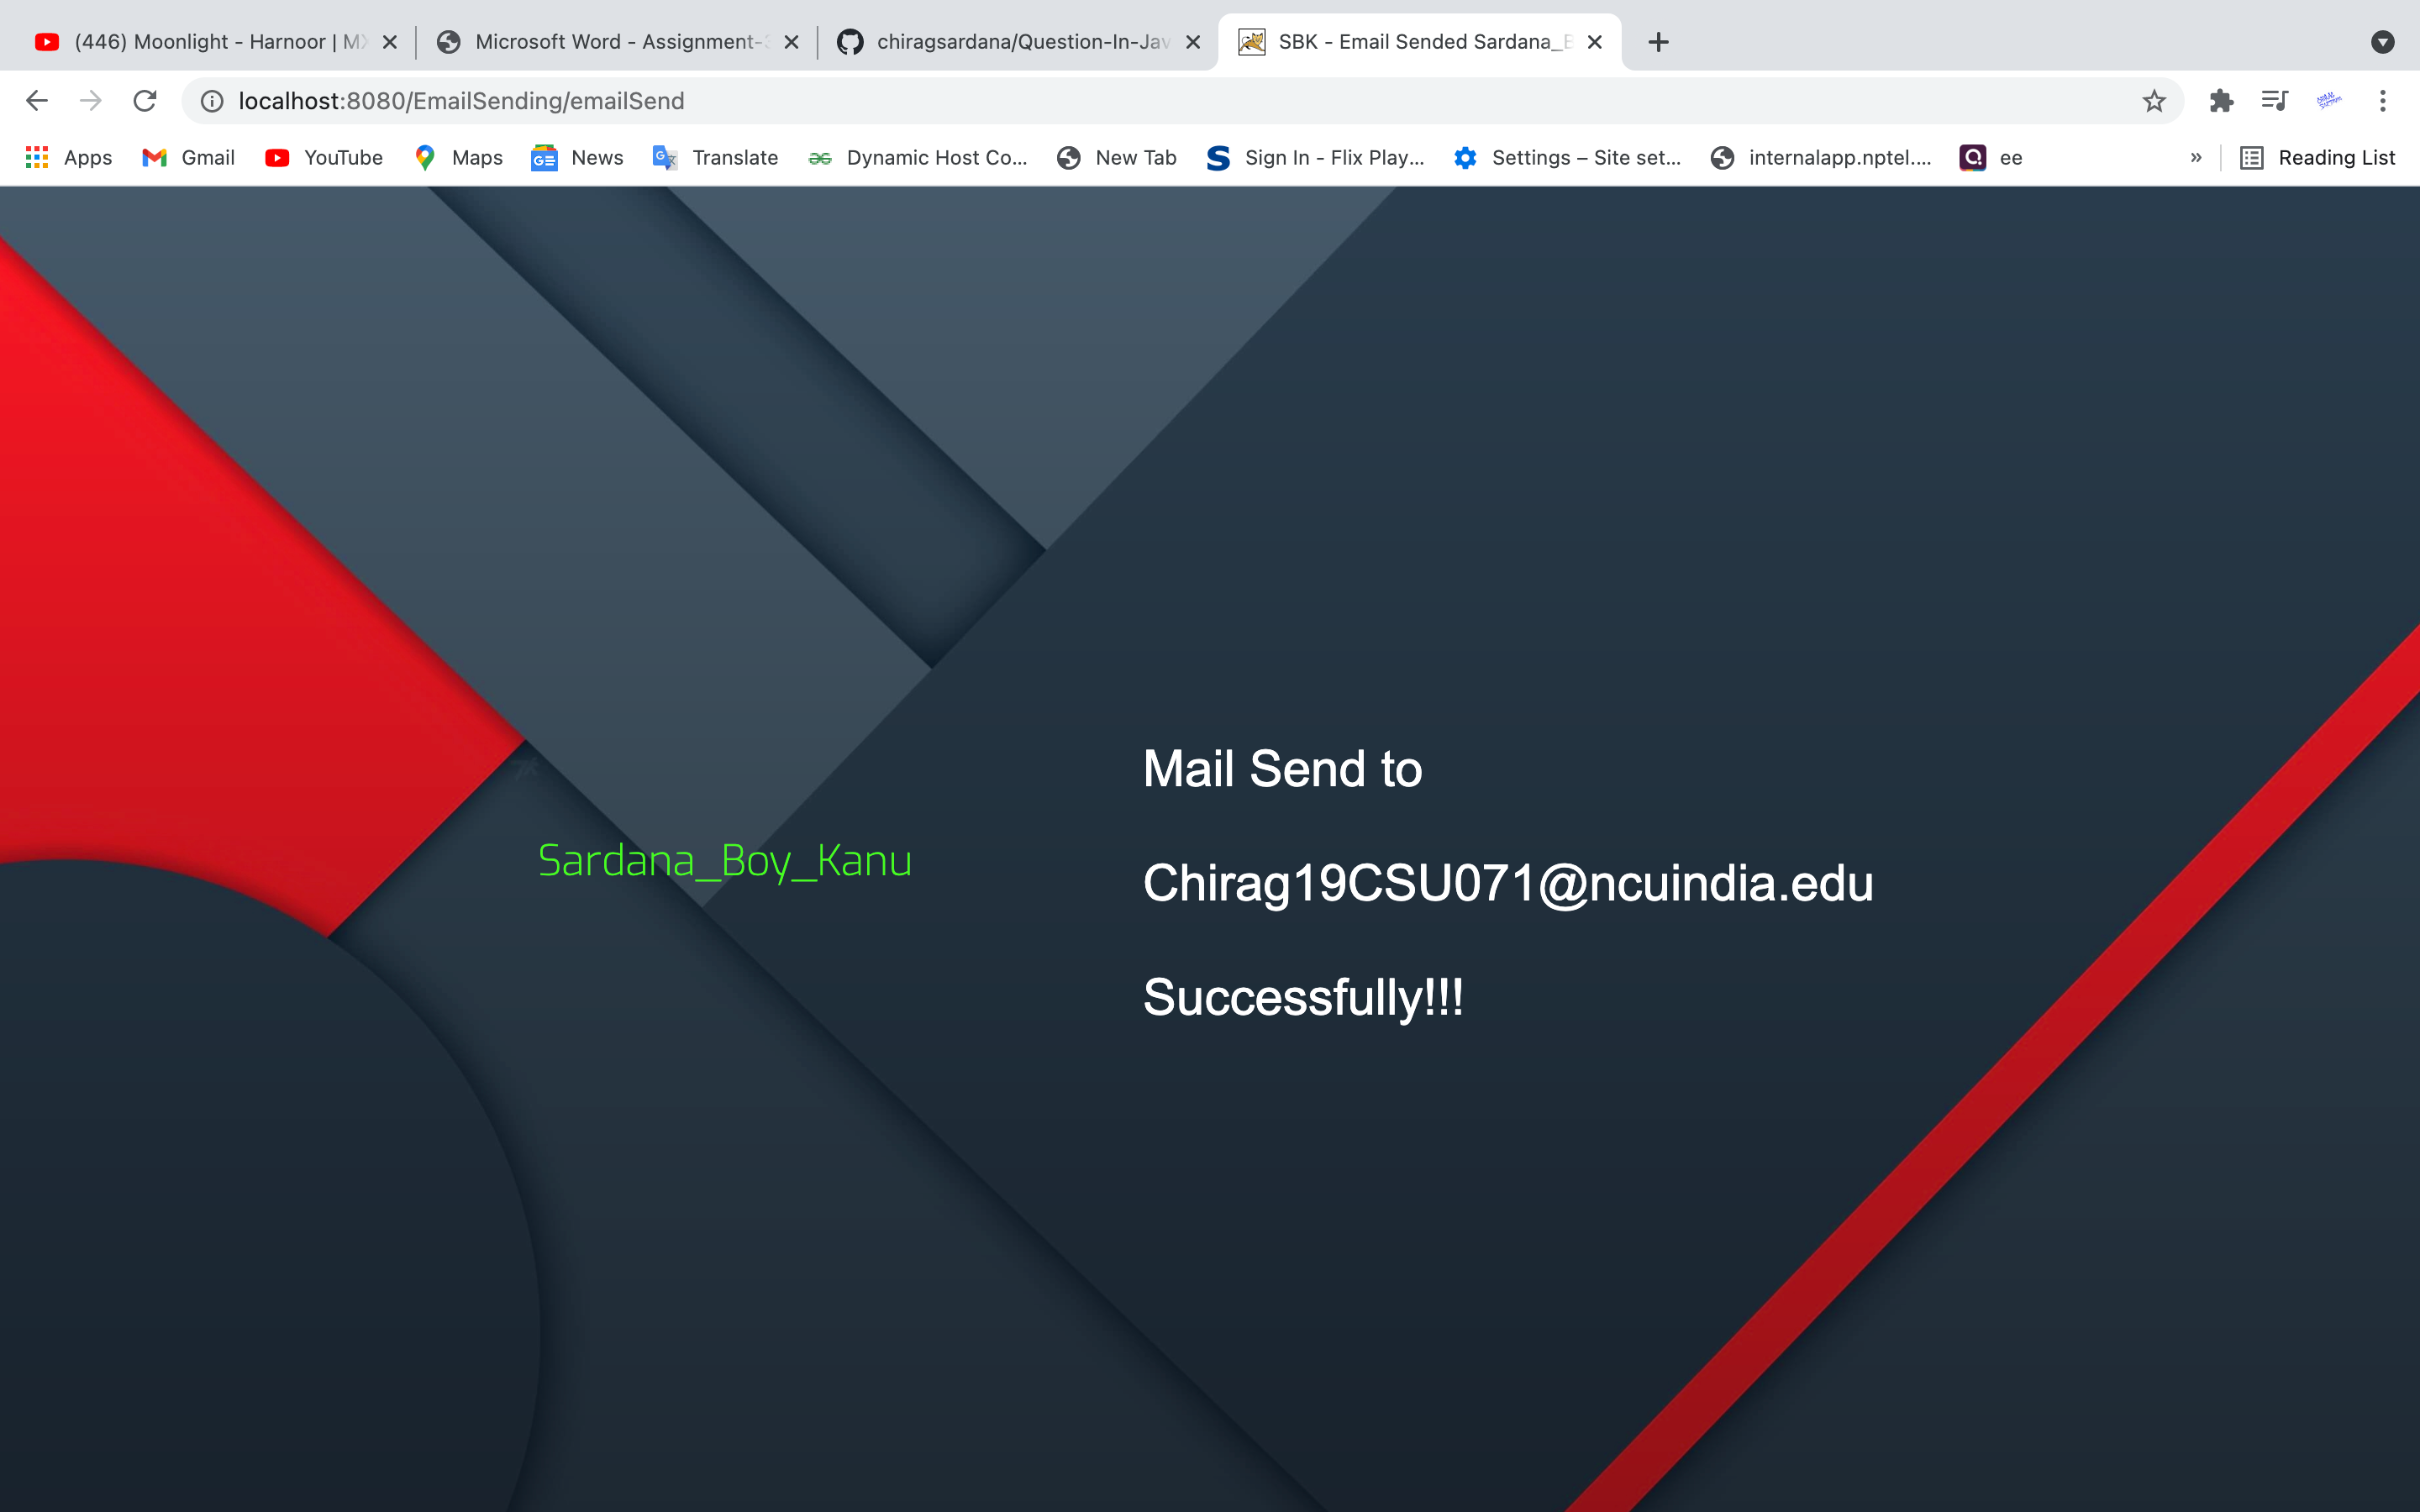 (446) Moonlight - Harnoor |
Microsoft Word - Assignment-
chiragsardana/Question-In-Jav
SBK - Email Sended Sardana_
localhost:8080/EmailSending/emailSend
Apps
Gmail
YouTube
Maps
News
Translate
Dynamic Host Co...
New Tab
Sign In - Flix Play...
Settings – Site set...
internalapp.nptel....
ee
»
Reading List
Mail Send to
Sardana_Boy_Kanu
Chirag19CSU071@ncuindia.edu
Successfully!!!